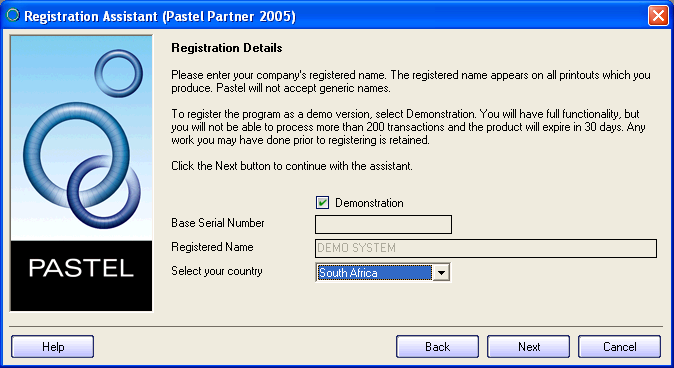 Registration Assistant (Pastel Partner 2005)
Registration Details
Please enter your company's registered name. The registered name appears on all printouts which you
produce. Pastel will not accept generic names.
To register the program as a demo version, select Demonstration. You will have full functionality, but
you will not be able to process more than 200 transactions and the product will expire in 30 days. Any
work you may have done prior to registering is retained.
Click the Next button to continue with the assistant.
Demonstration
Base Serial Number
Registered Name DEMO SYSTEM
Select your country South Africa
PASTEL
Help Back Next Cancel